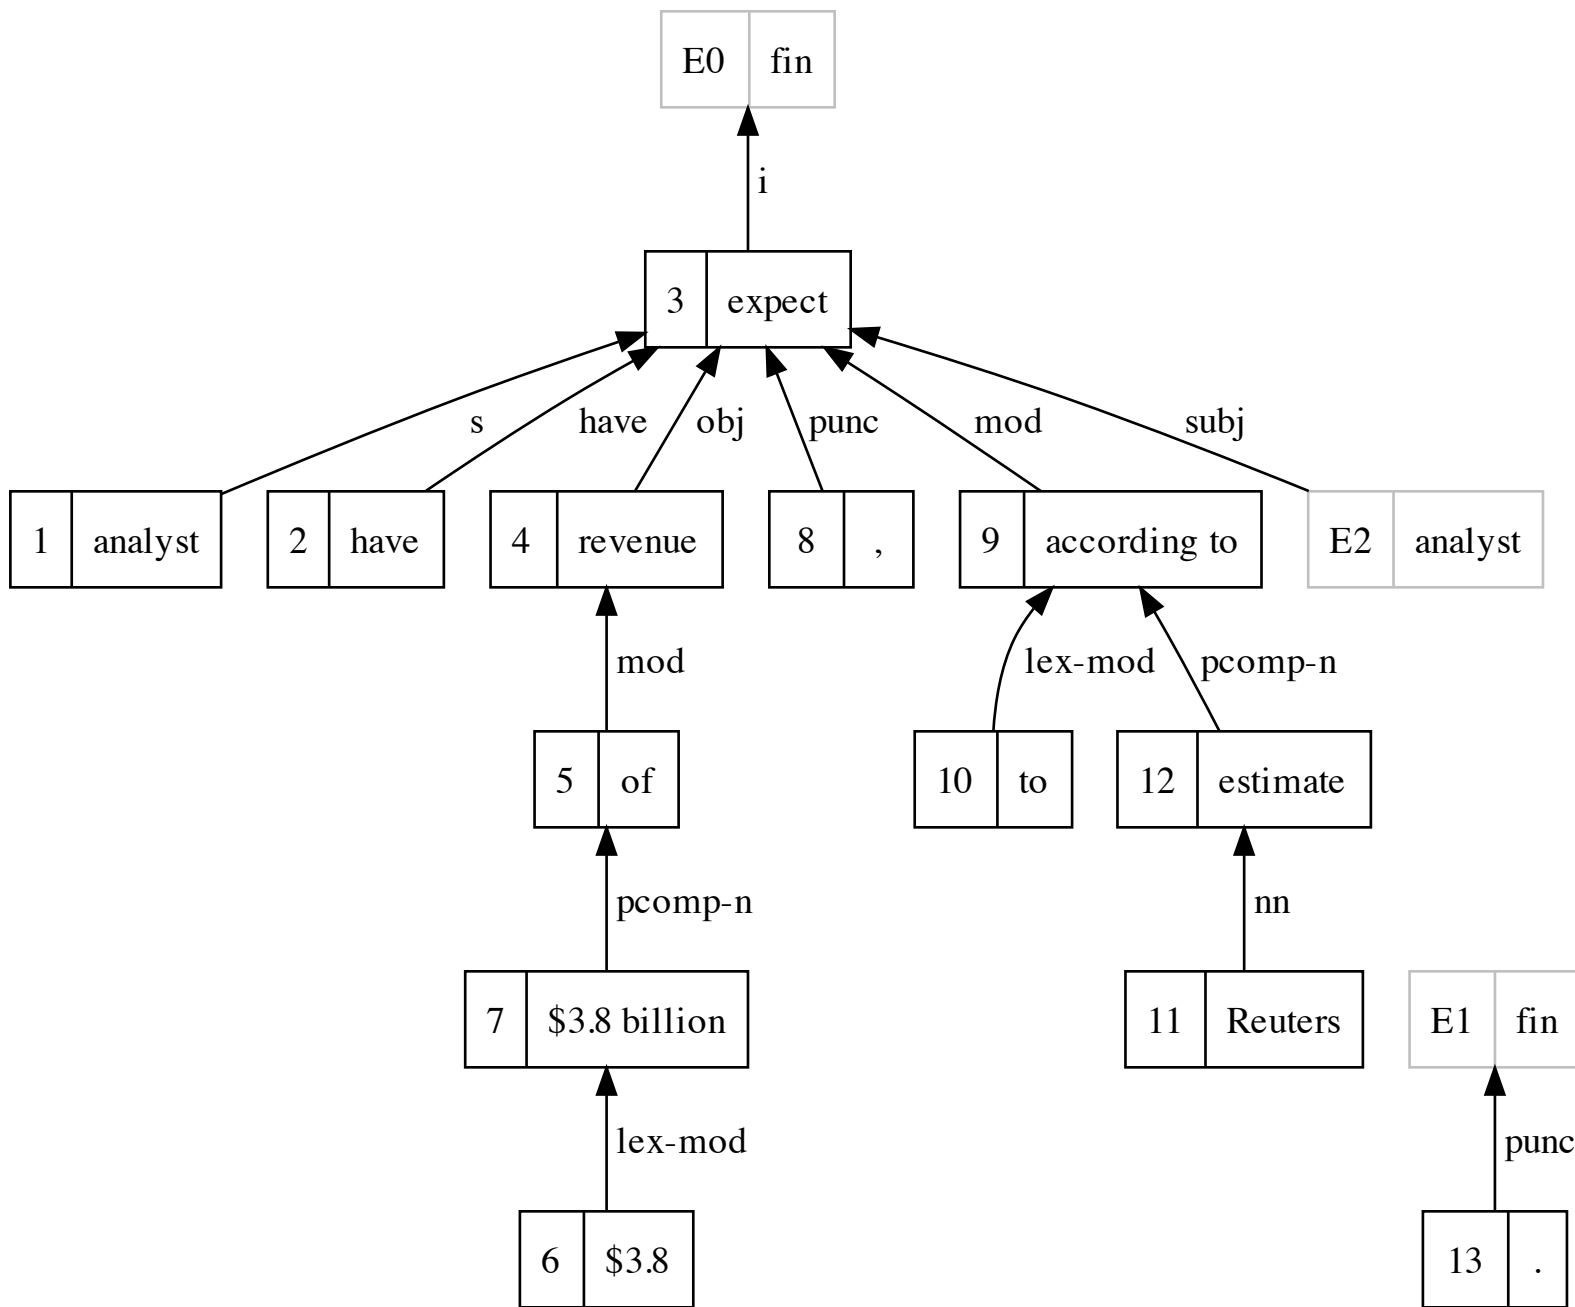 E0 fin
i
3 expect
s have obj punc mod subj
1 analyst 2 have 4 revenue 8 , 9 according to E2 analyst
mod lex-mod pcomp-n
5 of 10 to 12 estimate
pcomp-n nn
7 $3.8 billion 11 Reuters E1 fin
lex-mod punc
6 $3.8 13 .